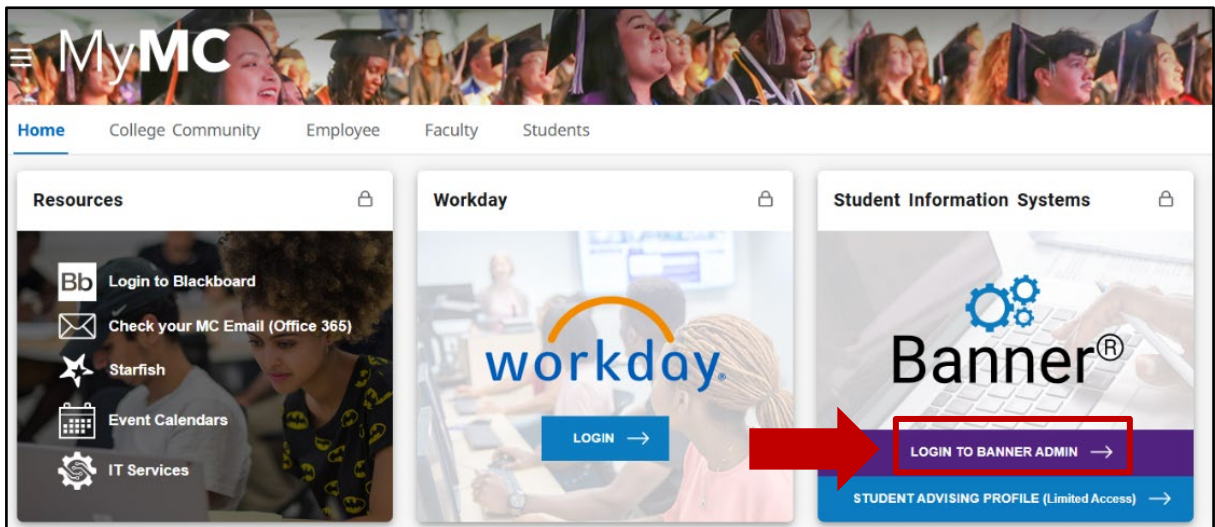 MyMC
Home College Community Employee Faculty Students
Resources
Bb Login to Blackboard
Check your MC Email (Office 365)
Starfish
Event Calendars
IT Services
Workday
workday.
LOGIN →
Student Information Systems
Banner®
LOGIN TO BANNER ADMIN →
STUDENT ADVISING PROFILE (Limited Access) →